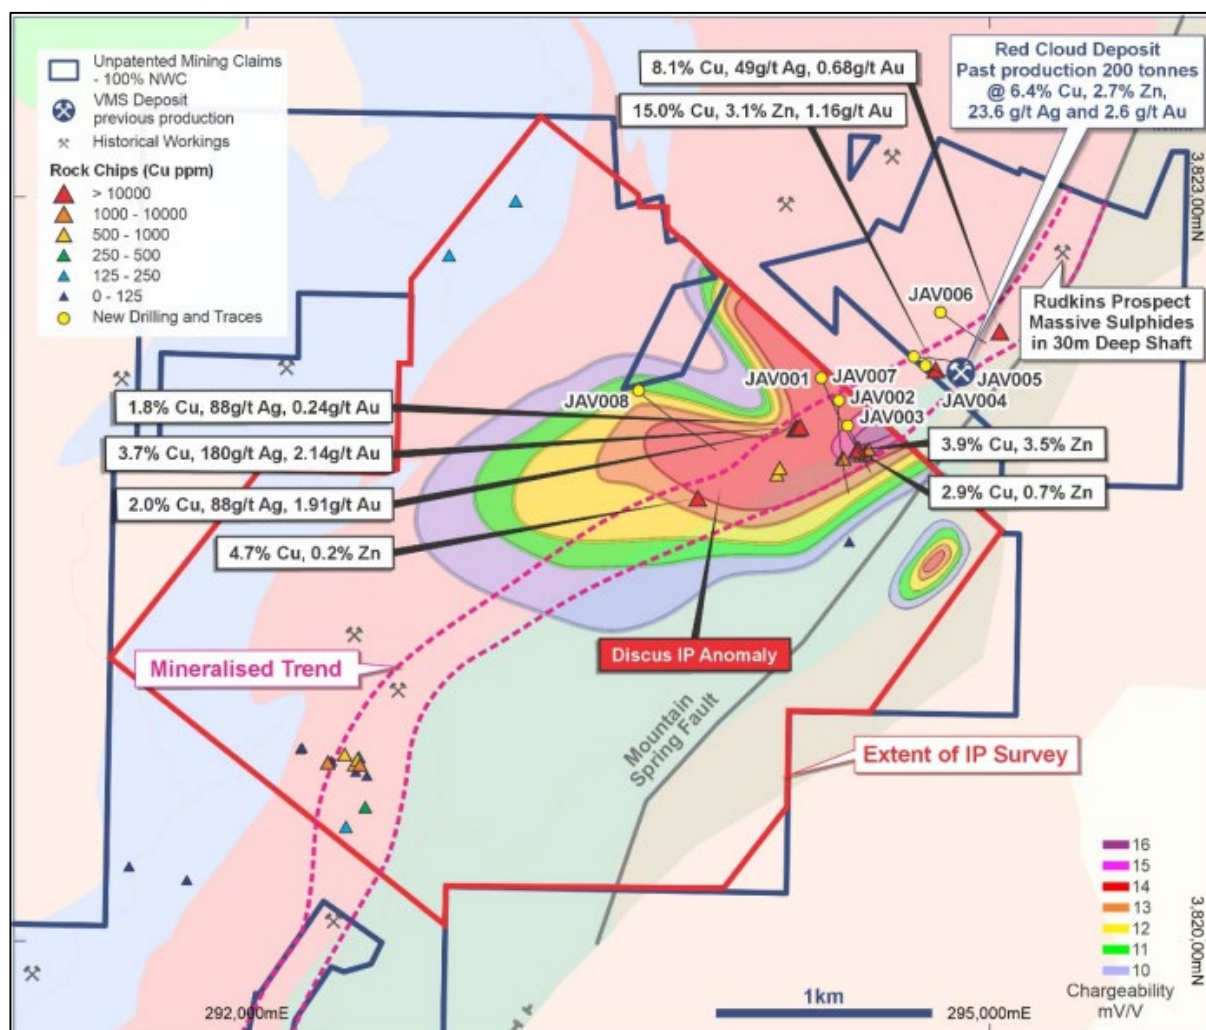 Unpatented Mining Claims
- 100% NWC
VMS Deposit
previous production
Historical Workings
Rock Chips (Cu ppm)
> 10000
1000 - 10000
500 - 1000
250 - 500
125 - 250
0 - 125
New Drilling and Traces
8.1% Cu, 49g/t Ag, 0.68g/t Au
15.0% Cu, 3.1% Zn, 1.16g/t Au
Red Cloud Deposit
Past production 200 tonnes
@ 6.4% Cu, 2.7% Zn,
23.6 g/t Ag and 2.6 g/t Au
3,823,00mN
JAV006
Rudkins Prospect
Massive Sulphides
in 30m Deep Shaft
JAV001
JAV007
JAV005
JAV008
JAV002
JAV004
JAV003
1.8% Cu, 88g/t Ag, 0.24g/t Au
3.7% Cu, 180g/t Ag, 2.14g/t Au
2.0% Cu, 88g/t Ag, 1.91g/t Au
4.7% Cu, 0.2% Zn
3.9% Cu, 3.5% Zn
2.9% Cu, 0.7% Zn
Discus IP Anomaly
Mineralised Trend
Mountain
Spring Fault
Extent of IP Survey
16
15
14
13
12
11
10
Chargeability
mV/V
3,820,00mN
292,000mE
1km
295,000mE